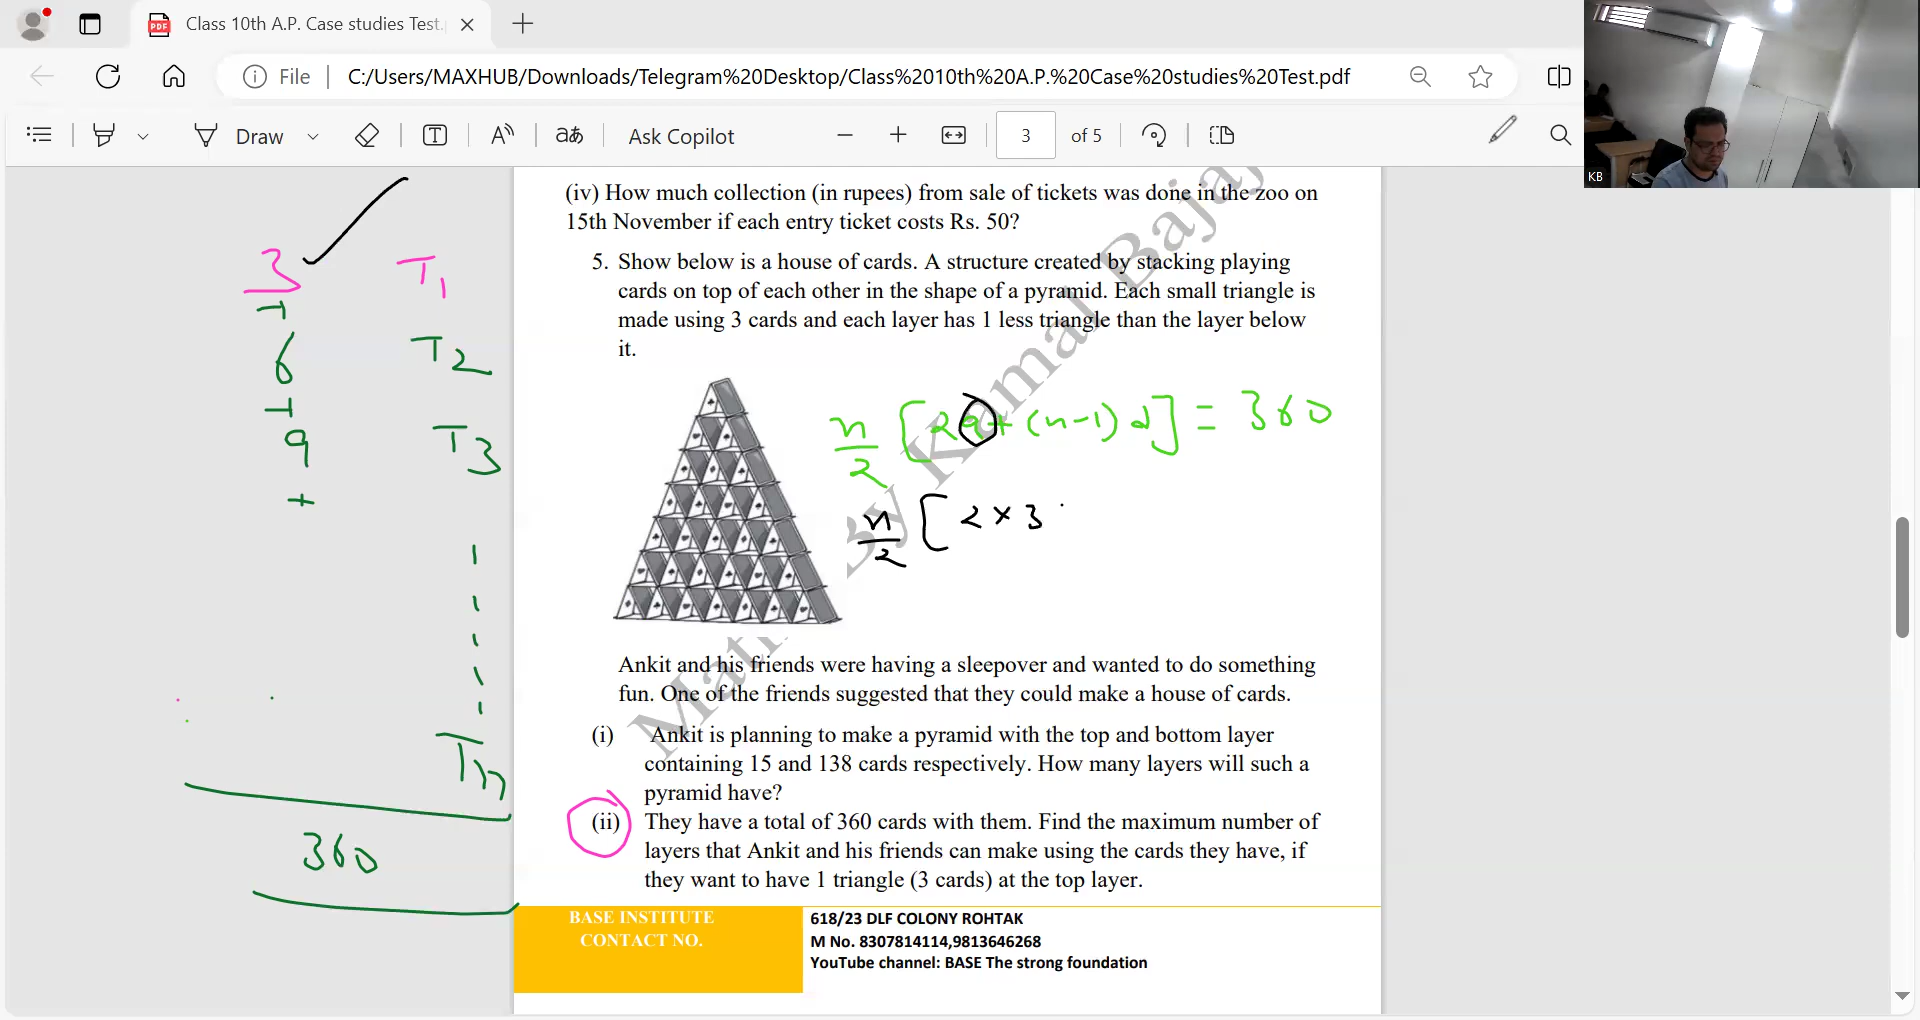 Class 10th A.P. Case studies Test.
File
C:/Users/MAXHUB/Downloads/Telegram%20Desktop/Class%2010th%20A.P.%20Case%20studies%20Test.pdf
Draw
Ask Copilot
3 of 5
KB
(iv) How much collection (in rupees) from sale of tickets was done in the zoo on
15th November if each entry ticket costs Rs. 50?
5. Show below is a house of cards. A structure created by stacking playing
cards on top of each other in the shape of a pyramid. Each small triangle is
made using 3 cards and each layer has 1 less triangle than the layer below
it.
3 T1
+
6 T2
+
9 T3
+
Tn
360
n/2 [2a+(n-1)d] = 360
n/2 [2×3
By Kamal Bajaj
Ankit and his friends were having a sleepover and wanted to do something
fun. One of the friends suggested that they could make a house of cards.
(i) Ankit is planning to make a pyramid with the top and bottom layer
containing 15 and 138 cards respectively. How many layers will such a
pyramid have?
(ii) They have a total of 360 cards with them. Find the maximum number of
layers that Ankit and his friends can make using the cards they have, if
they want to have 1 triangle (3 cards) at the top layer.
BASE INSTITUTE
CONTACT NO.
618/23 DLF COLONY ROHTAK
M No. 8307814114,9813646268
YouTube channel: BASE The strong foundation